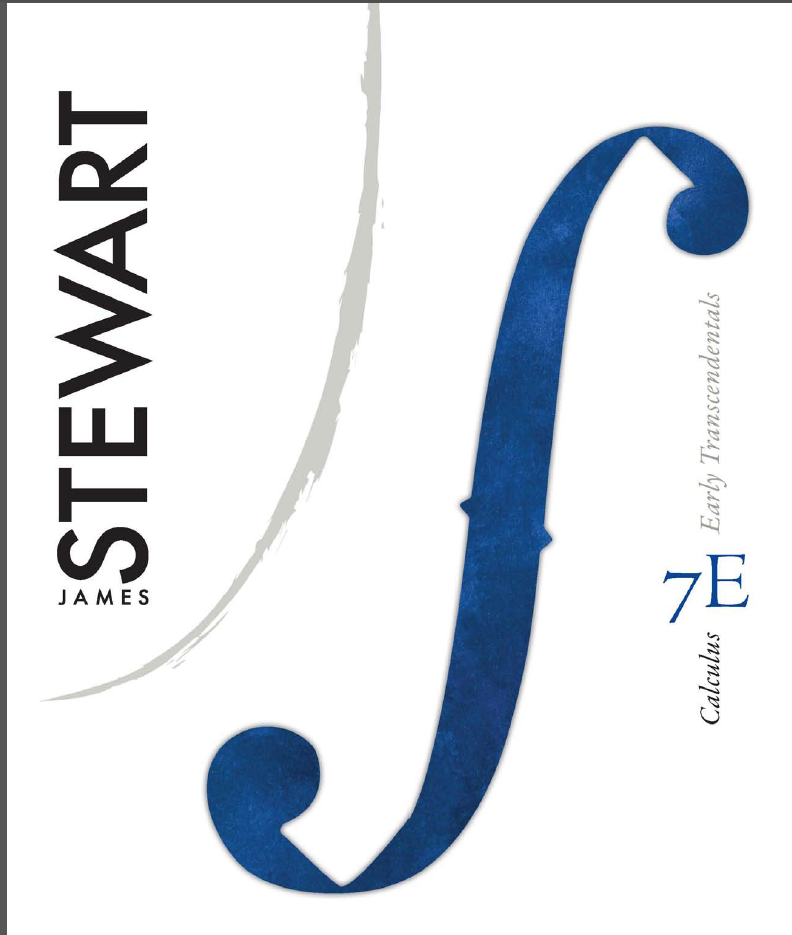 JAMES
STEWART
Calculus
7E
Early Transcendentals